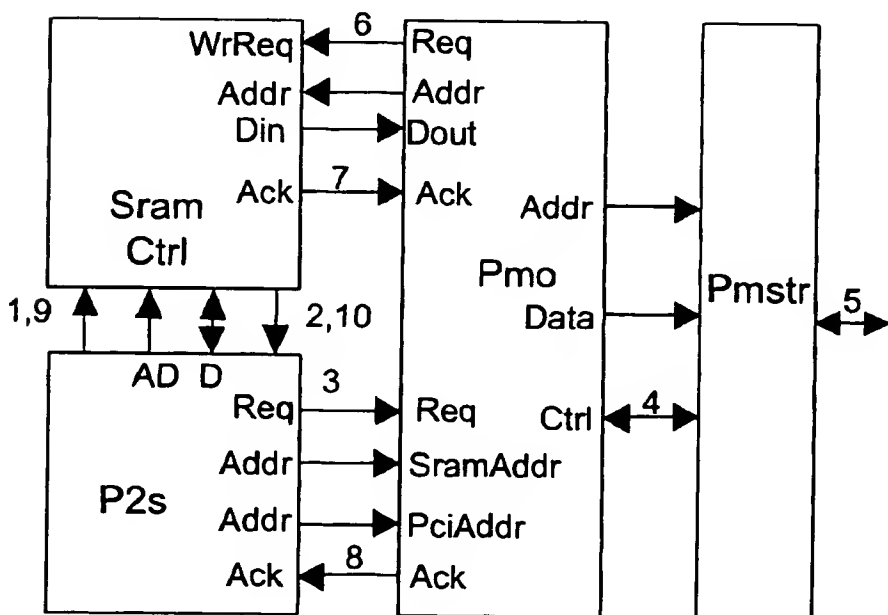 6
WrReq Req
Addr Addr
Din Dout
7
Ack Ack
Sram
Ctrl
Addr
Pmo
Pmstr
Data
5
1,9
2,10
AD D
3
Req Req
Ctrl
4
Addr SramAddr
P2s
Addr PciAddr
8
Ack Ack